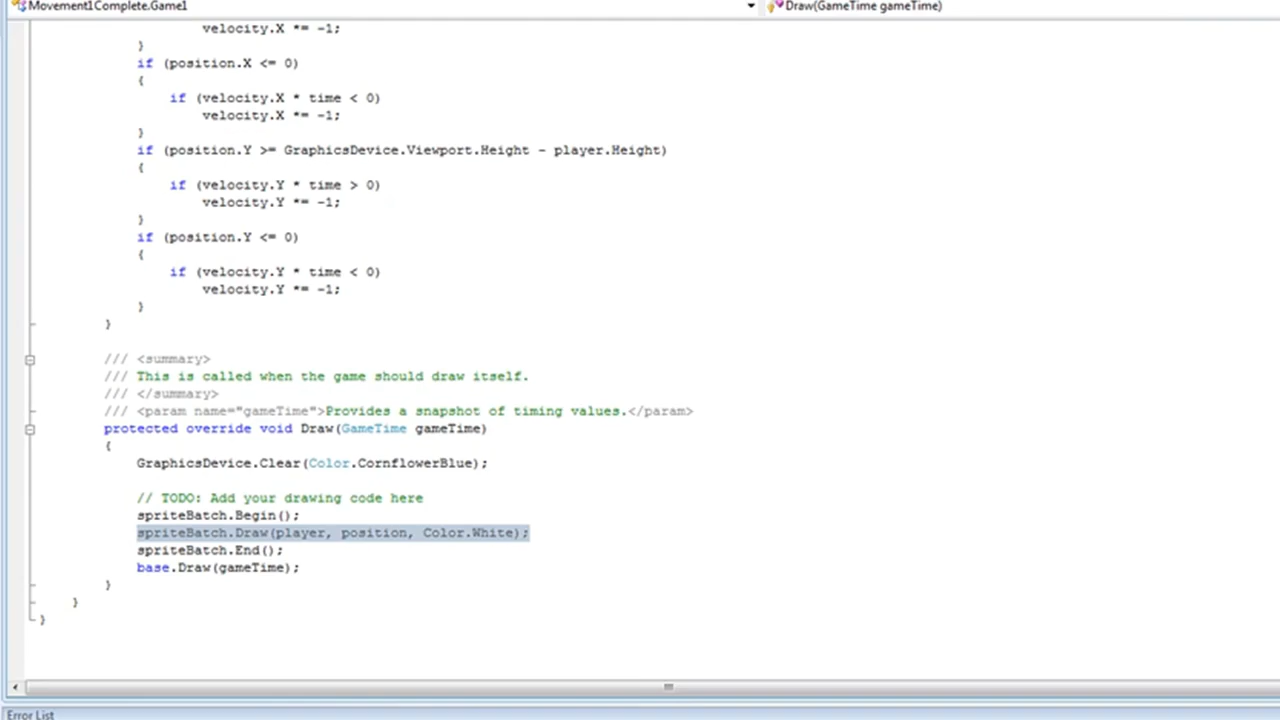 Movement1Complete.Game1
Draw(GameTime gameTime)
velocity.X *= -1;
}
if (position.X <= 0)
{
if (velocity.X * time < 0)
velocity.X *= -1;
}
if (position.Y >= GraphicsDevice.Viewport.Height - player.Height)
{
if (velocity.Y * time > 0)
velocity.Y *= -1;
}
if (position.Y <= 0)
{
if (velocity.Y * time < 0)
velocity.Y *= -1;
}
}
/// <summary>
/// This is called when the game should draw itself.
/// </summary>
/// <param name="gameTime">Provides a snapshot of timing values.</param>
protected override void Draw(GameTime gameTime)
{
GraphicsDevice.Clear(Color.CornflowerBlue);
// TODO: Add your drawing code here
spriteBatch.Begin();
spriteBatch.Draw(player, position, Color.White);
spriteBatch.End();
base.Draw(gameTime);
}
}
}
Error List